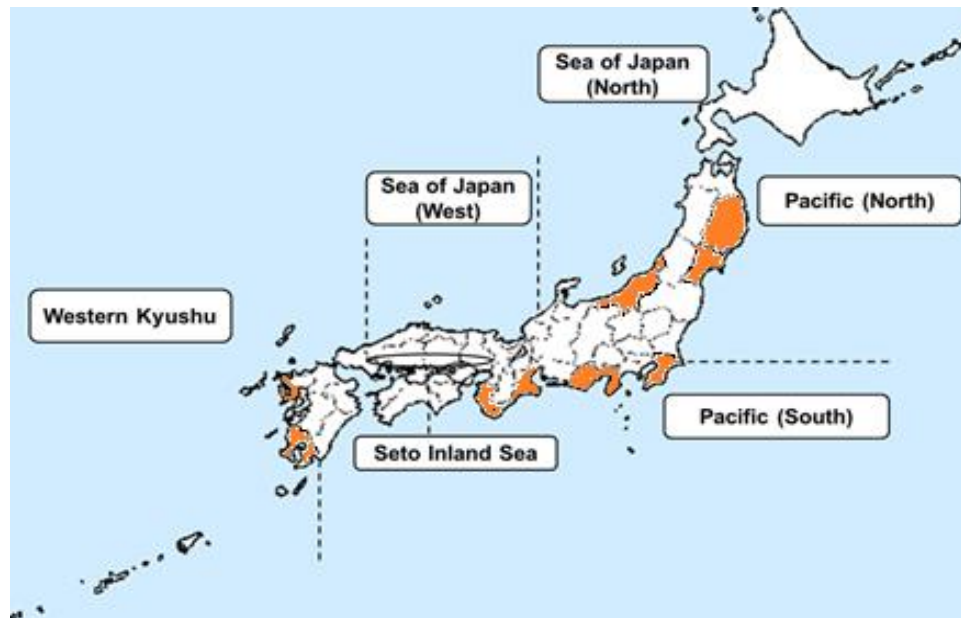 Sea of Japan
(North)
Sea of Japan
(West)
Pacific (North)
Western Kyushu
Pacific (South)
Seto Inland Sea